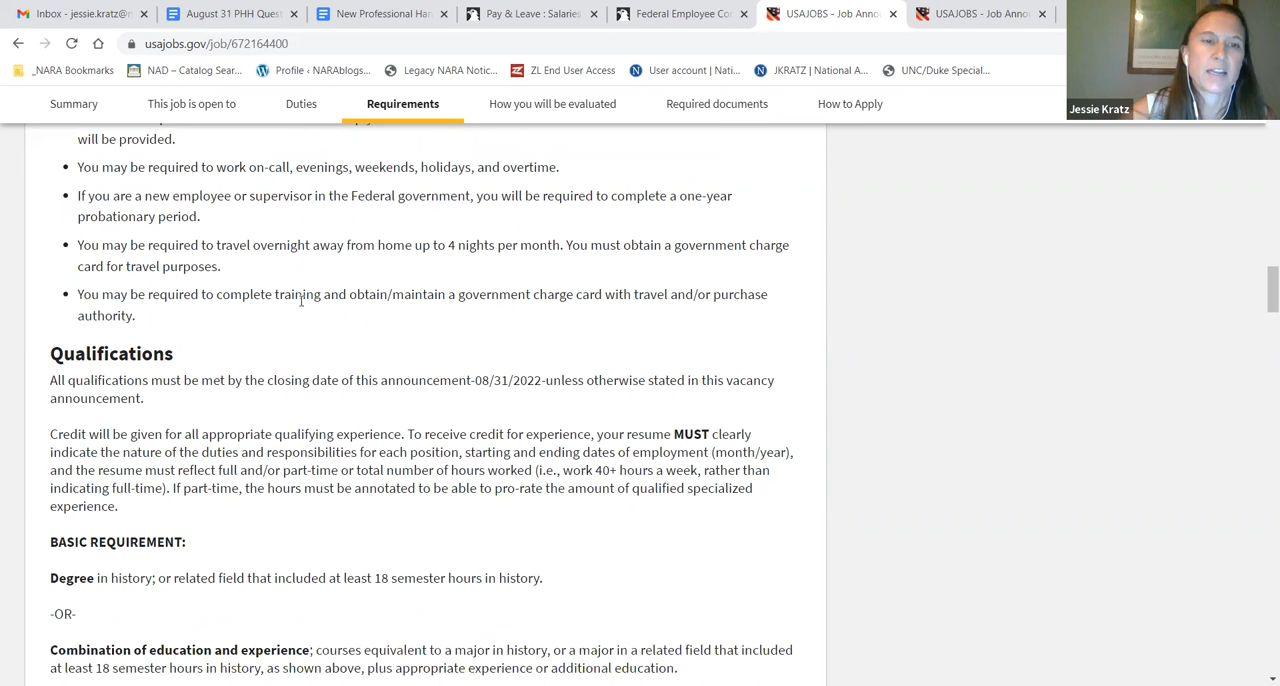 Inbox - jessie.kratz@n
August 31 PHH Quest
New Professional Han
Pay & Leave : Salaries
Federal Employee Co
USAJOBS - Job Annou
USAJOBS - Job Annou
usajobs.gov/job/672164400
_NARA Bookmarks
NAD – Catalog Sear...
Profile ‹ NARAblogs...
Legacy NARA Notic...
ZL End User Access
User account | Nati...
JKRATZ | National A...
UNC/Duke Special...
Jessie Kratz
Summary
This job is open to
Duties
Requirements
How you will be evaluated
Required documents
How to Apply
will be provided.
• You may be required to work on-call, evenings, weekends, holidays, and overtime.
• If you are a new employee or supervisor in the Federal government, you will be required to complete a one-year
probationary period.
• You may be required to travel overnight away from home up to 4 nights per month. You must obtain a government charge
card for travel purposes.
• You may be required to complete training and obtain/maintain a government charge card with travel and/or purchase
authority.
Qualifications
All qualifications must be met by the closing date of this announcement-08/31/2022-unless otherwise stated in this vacancy
announcement.
Credit will be given for all appropriate qualifying experience. To receive credit for experience, your resume MUST clearly
indicate the nature of the duties and responsibilities for each position, starting and ending dates of employment (month/year),
and the resume must reflect full and/or part-time or total number of hours worked (i.e., work 40+ hours a week, rather than
indicating full-time). If part-time, the hours must be annotated to be able to pro-rate the amount of qualified specialized
experience.
BASIC REQUIREMENT:
Degree in history; or related field that included at least 18 semester hours in history.
-OR-
Combination of education and experience; courses equivalent to a major in history, or a major in a related field that included
at least 18 semester hours in history, as shown above, plus appropriate experience or additional education.